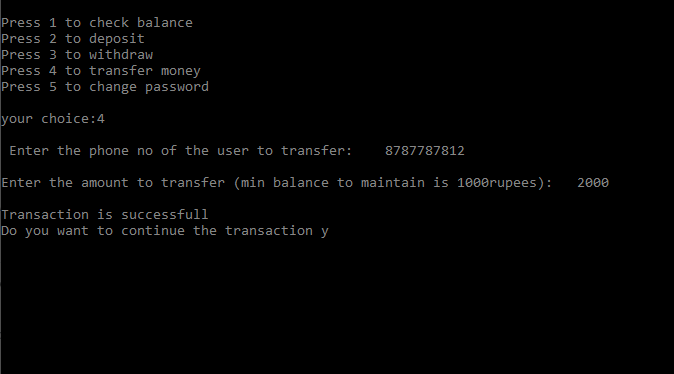 Press 1 to check balance
Press 2 to deposit
Press 3 to withdraw
Press 4 to transfer money
Press 5 to change password
your choice:4
Enter the phone no of the user to transfer:    8787787812
Enter the amount to transfer (min balance to maintain is 1000rupees):   2000
Transaction is successfull
Do you want to continue the transaction y